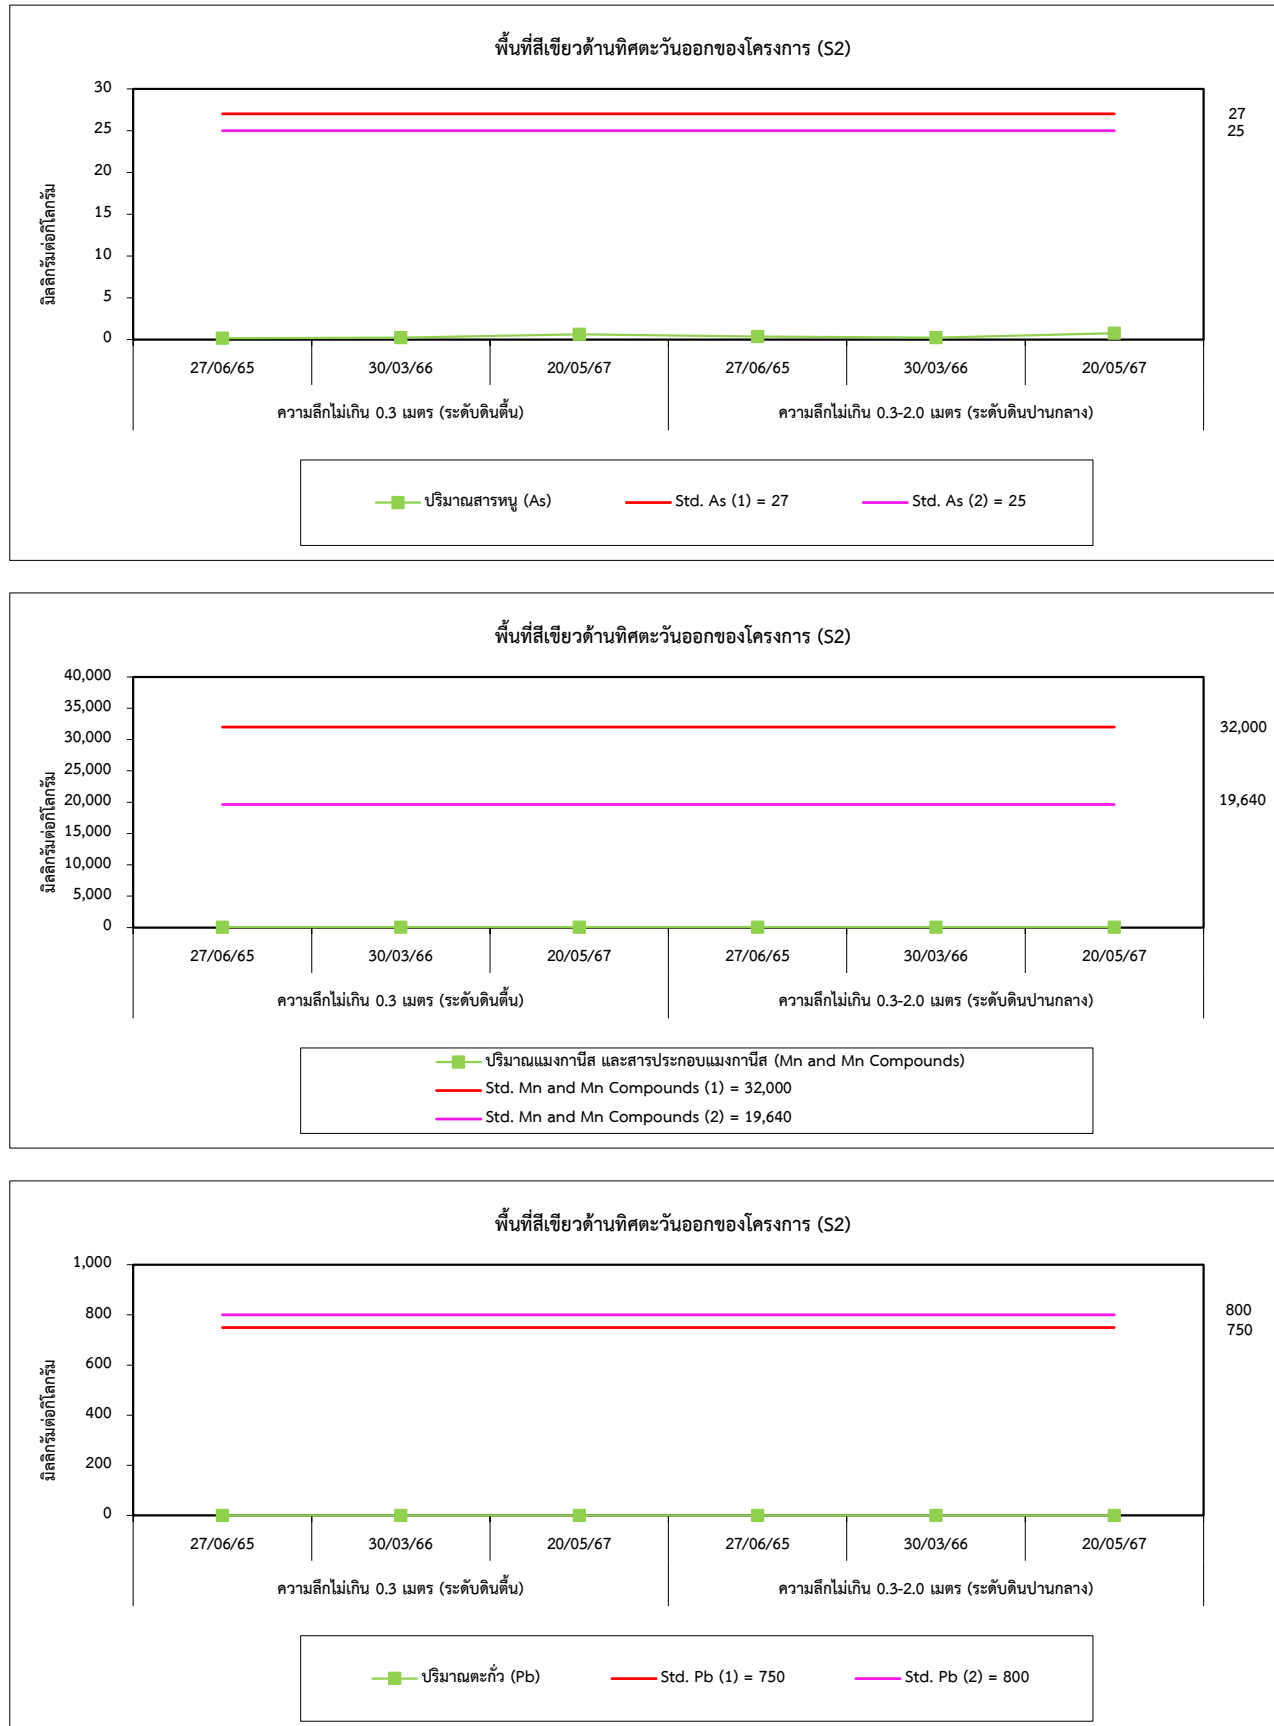 พื้นที่สีเขียวด้านทิศตะวันออกของโครงการ (S2)
มิลลิกรัมต่อกิโลกรัม
30
25
20
15
10
5
0
27
25
27/06/65 30/03/66 20/05/67 27/06/65 30/03/66 20/05/67
ความลึกไม่เกิน 0.3 เมตร (ระดับดินตื้น) ความลึกไม่เกิน 0.3-2.0 เมตร (ระดับดินปานกลาง)
ปริมาณสารหนู (As) Std. As (1) = 27 Std. As (2) = 25
พื้นที่สีเขียวด้านทิศตะวันออกของโครงการ (S2)
มิลลิกรัมต่อกิโลกรัม
40,000
35,000
30,000
25,000
20,000
15,000
10,000
5,000
0
32,000
19,640
27/06/65 30/03/66 20/05/67 27/06/65 30/03/66 20/05/67
ความลึกไม่เกิน 0.3 เมตร (ระดับดินตื้น) ความลึกไม่เกิน 0.3-2.0 เมตร (ระดับดินปานกลาง)
ปริมาณแมงกานีส และสารประกอบแมงกานีส (Mn and Mn Compounds)
Std. Mn and Mn Compounds (1) = 32,000
Std. Mn and Mn Compounds (2) = 19,640
พื้นที่สีเขียวด้านทิศตะวันออกของโครงการ (S2)
มิลลิกรัมต่อกิโลกรัม
1,000
800
600
400
200
0
800
750
27/06/65 30/03/66 20/05/67 27/06/65 30/03/66 20/05/67
ความลึกไม่เกิน 0.3 เมตร (ระดับดินตื้น) ความลึกไม่เกิน 0.3-2.0 เมตร (ระดับดินปานกลาง)
ปริมาณตะกั่ว (Pb) Std. Pb (1) = 750 Std. Pb (2) = 800